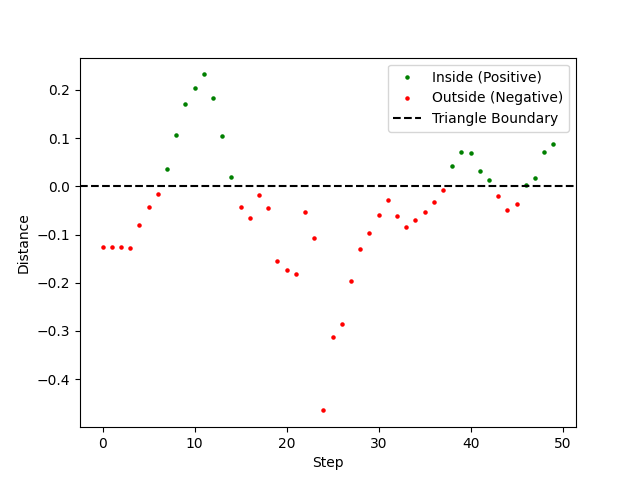 0.2
0.1
0.0
−0.1
−0.2
−0.3
−0.4
Distance
Inside (Positive)
Outside (Negative)
Triangle Boundary
0 10 20 30 40 50
Step